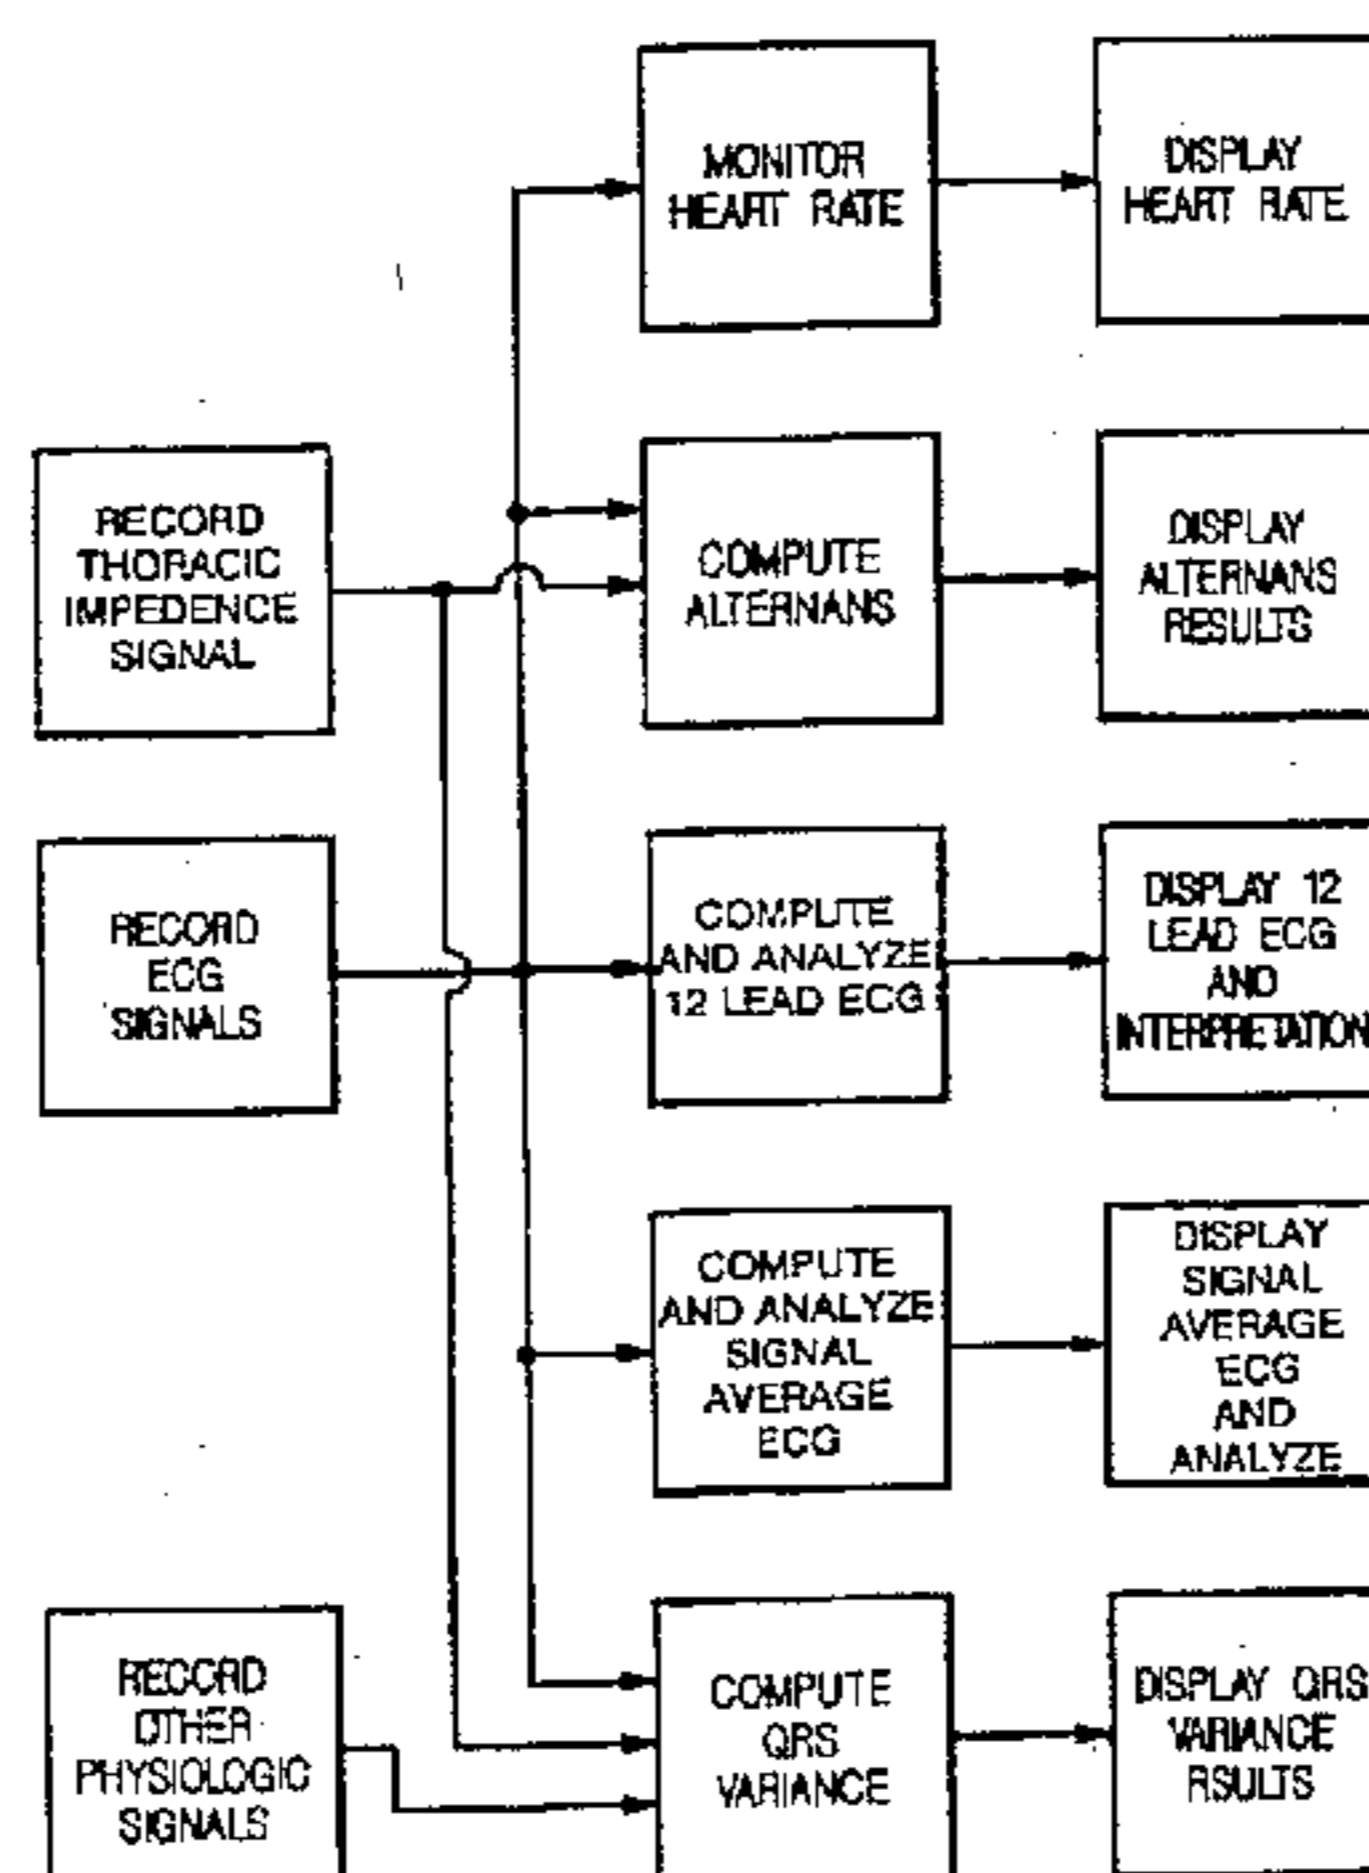 MONITOR
HEART RATE
DISPLAY
HEART RATE
RECORD
THORACIC
IMPEDENCE
SIGNAL
COMPUTE
ALTERNANS
DISPLAY
ALTERNANS
RESULTS
RECORD
ECG
SIGNALS
COMPUTE
AND ANALYZE
12 LEAD ECG
DISPLAY 12
LEAD ECG
AND
INTERPRETATION
COMPUTE
AND ANALYZE
SIGNAL
AVERAGE
ECG
DISPLAY
SIGNAL
AVERAGE
ECG
AND
ANALYZE
RECORD
OTHER
PHYSIOLOGIC
SIGNALS
COMPUTE
QRS
VARIANCE
DISPLAY QRS
VARIANCE
RSULTS